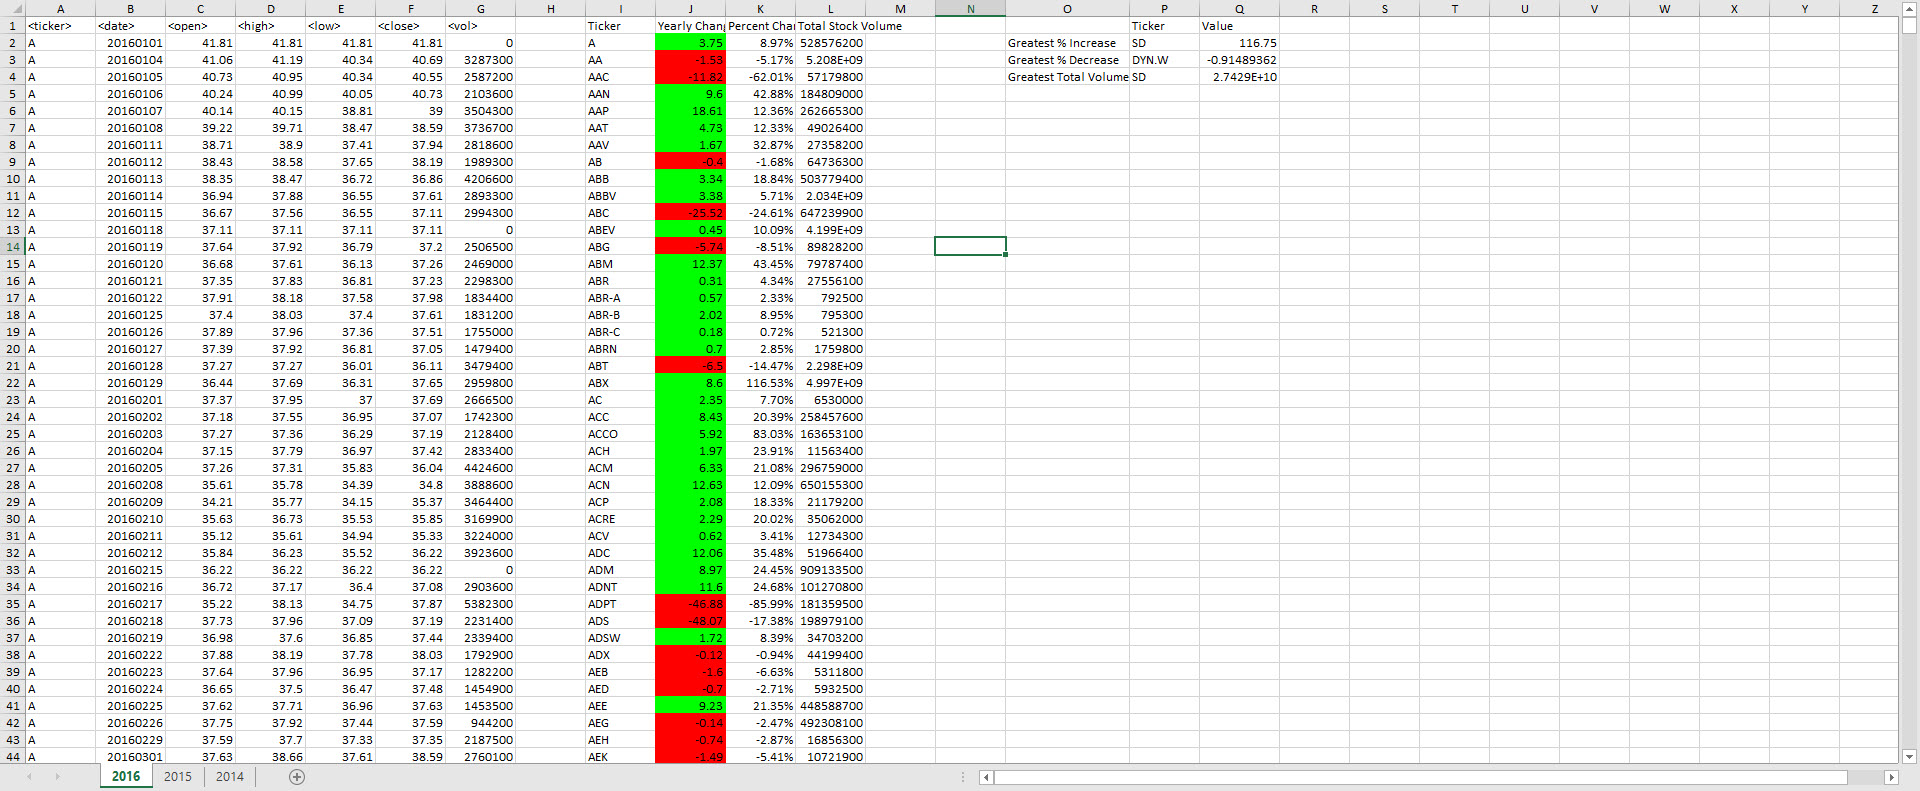 A B C D E F G H I J K L M N O P Q R S T U V W X Y Z
1 <ticker> <date> <open> <high> <low> <close> <vol> Ticker Yearly Chang Percent Chan Total Stock Volume Ticker Value
2 A 20160101 41.81 41.81 41.81 41.81 0 A 3.75 8.97% 528576200 Greatest % Increase SD 116.75
3 A 20160104 41.06 41.19 40.34 40.69 3287300 AA -1.53 -5.17% 5.208E+09 Greatest % Decrease DYN.W -0.91489362
4 A 20160105 40.73 40.95 40.34 40.55 2587200 AAC -11.82 -62.01% 57179800 Greatest Total Volume SD 2.7429E+10
5 A 20160106 40.24 40.99 40.05 40.73 2103600 AAN 9.6 42.88% 184809000
6 A 20160107 40.14 40.15 38.81 39 3504300 AAP 18.61 12.36% 262665300
7 A 20160108 39.22 39.71 38.47 38.59 3736700 AAT 4.73 12.33% 49026400
8 A 20160111 38.71 38.9 37.41 37.94 2818600 AAV 1.67 32.87% 27358200
9 A 20160112 38.43 38.58 37.65 38.19 1989300 AB -0.4 -1.68% 64736300
10 A 20160113 38.35 38.47 36.72 36.86 4206600 ABB 3.34 18.84% 503779400
11 A 20160114 36.94 37.88 36.55 37.61 2893300 ABBV 3.38 5.71% 2.034E+09
12 A 20160115 36.67 37.56 36.55 37.11 2994300 ABC -25.52 -24.61% 647239900
13 A 20160118 37.11 37.11 37.11 37.11 0 ABEV 0.45 10.09% 4.199E+09
14 A 20160119 37.64 37.92 36.79 37.2 2506500 ABG -5.74 -8.51% 89828200
15 A 20160120 36.68 37.61 36.13 37.26 2469000 ABM 12.37 43.45% 79787400
16 A 20160121 37.35 37.83 36.81 37.23 2298300 ABR 0.31 4.34% 27556100
17 A 20160122 37.91 38.18 37.58 37.98 1834400 ABR-A 0.57 2.33% 792500
18 A 20160125 37.4 38.03 37.4 37.61 1831200 ABR-B 2.02 8.95% 795300
19 A 20160126 37.89 37.96 37.36 37.51 1755000 ABR-C 0.18 0.72% 521300
20 A 20160127 37.39 37.92 36.81 37.05 1479400 ABRN 0.7 2.85% 1759800
21 A 20160128 37.27 37.27 36.01 36.11 3479400 ABT -6.5 -14.47% 2.298E+09
22 A 20160129 36.44 37.69 36.31 37.65 2959800 ABX 8.6 116.53% 4.997E+09
23 A 20160201 37.37 37.95 37 37.69 2666500 AC 2.35 7.70% 6530000
24 A 20160202 37.18 37.55 36.95 37.07 1742300 ACC 8.43 20.39% 258457600
25 A 20160203 37.27 37.36 36.29 37.19 2128400 ACCO 5.92 83.03% 163653100
26 A 20160204 37.15 37.79 36.97 37.42 2833400 ACH 1.97 23.91% 11563400
27 A 20160205 37.26 37.31 35.83 36.04 4424600 ACM 6.33 21.08% 296759000
28 A 20160208 35.61 35.78 34.39 34.8 3888600 ACN 12.63 12.09% 650155300
29 A 20160209 34.21 35.77 34.15 35.37 3464400 ACP 2.08 18.33% 21179200
30 A 20160210 35.63 36.73 35.53 35.85 3169900 ACRE 2.29 20.02% 35062000
31 A 20160211 35.12 35.61 34.94 35.33 3224000 ACV 0.62 3.41% 12734300
32 A 20160212 35.84 36.23 35.52 36.22 3923600 ADC 12.06 35.48% 51966400
33 A 20160215 36.22 36.22 36.22 36.22 0 ADM 8.97 24.45% 909133500
34 A 20160216 36.72 37.17 36.4 37.08 2903600 ADNT 11.6 24.68% 101270800
35 A 20160217 35.22 38.13 34.75 37.87 5382300 ADPT -46.88 -85.99% 181359500
36 A 20160218 37.73 37.96 37.09 37.19 2231400 ADS -48.07 -17.38% 198979100
37 A 20160219 36.98 37.6 36.85 37.44 2339400 ADSW 1.72 8.39% 34703200
38 A 20160222 37.88 38.19 37.78 38.03 1792900 ADX -0.12 -0.94% 44199400
39 A 20160223 37.64 37.96 36.95 37.17 1282200 AEB -1.6 -6.63% 5311800
40 A 20160224 36.65 37.5 36.47 37.48 1454900 AED -0.7 -2.71% 5932500
41 A 20160225 37.62 37.71 36.96 37.63 1453500 AEE 9.23 21.35% 448588700
42 A 20160226 37.75 37.92 37.44 37.59 944200 AEG -0.14 -2.47% 492308100
43 A 20160229 37.59 37.7 37.33 37.35 2187500 AEH -0.74 -2.87% 16856300
44 A 20160301 37.63 38.66 37.61 38.59 2760100 AEK -1.49 -5.41% 10721900
2016 2015 2014